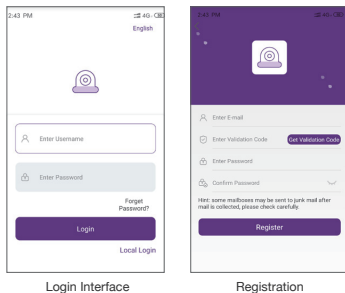 2:43 PM
4G
English
Enter Username
Enter Password
Forget
Password?
Login
Local Login
Login Interface
2:43 PM
4G
Enter E-mail
Enter Validation Code
Get Validation Code
Enter Password
Confirm Password
Hint: some mailboxes may be sent to junk mail after
mail is collected, please check carefully.
Register
Registration